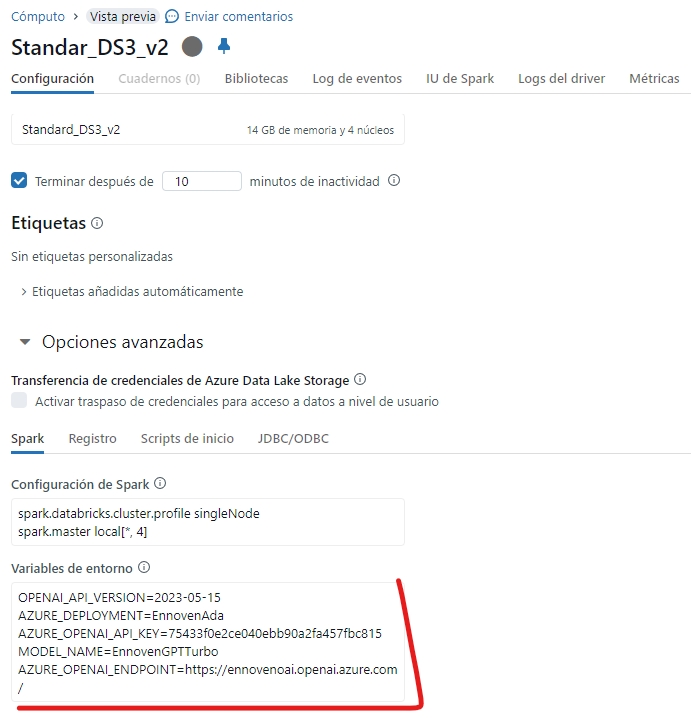 Cómputo > Vista previa Enviar comentarios
Standar_DS3_v2
Configuración Cuadernos (0) Bibliotecas Log de eventos IU de Spark Logs del driver Métricas
Standard_DS3_v2 14 GB de memoria y 4 núcleos
Terminar después de 10 minutos de inactividad
Etiquetas
Sin etiquetas personalizadas
> Etiquetas añadidas automáticamente
Opciones avanzadas
Transferencia de credenciales de Azure Data Lake Storage
Activar traspaso de credenciales para acceso a datos a nivel de usuario
Spark Registro Scripts de inicio JDBC/ODBC
Configuración de Spark
spark.databricks.cluster.profile singleNode
spark.master local[*, 4]
Variables de entorno
OPENAI_API_VERSION=2023-05-15
AZURE_DEPLOYMENT=EnnovenAda
AZURE_OPENAI_API_KEY=75433f0e2ce040ebb90a2fa457fbc815
MODEL_NAME=EnnovenGPTTurbo
AZURE_OPENAI_ENDPOINT=https://ennovenoai.openai.azure.com
/